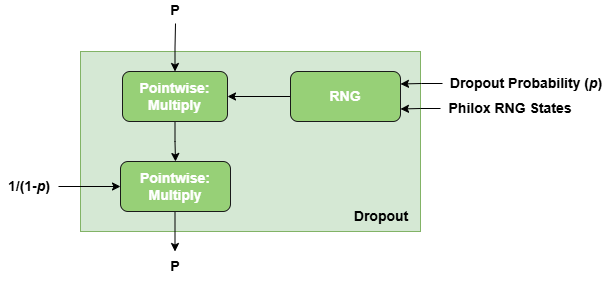 P
Pointwise:
Multiply
RNG
Dropout Probability (p)
Philox RNG States
Pointwise:
Multiply
1/(1-p)
Dropout
P